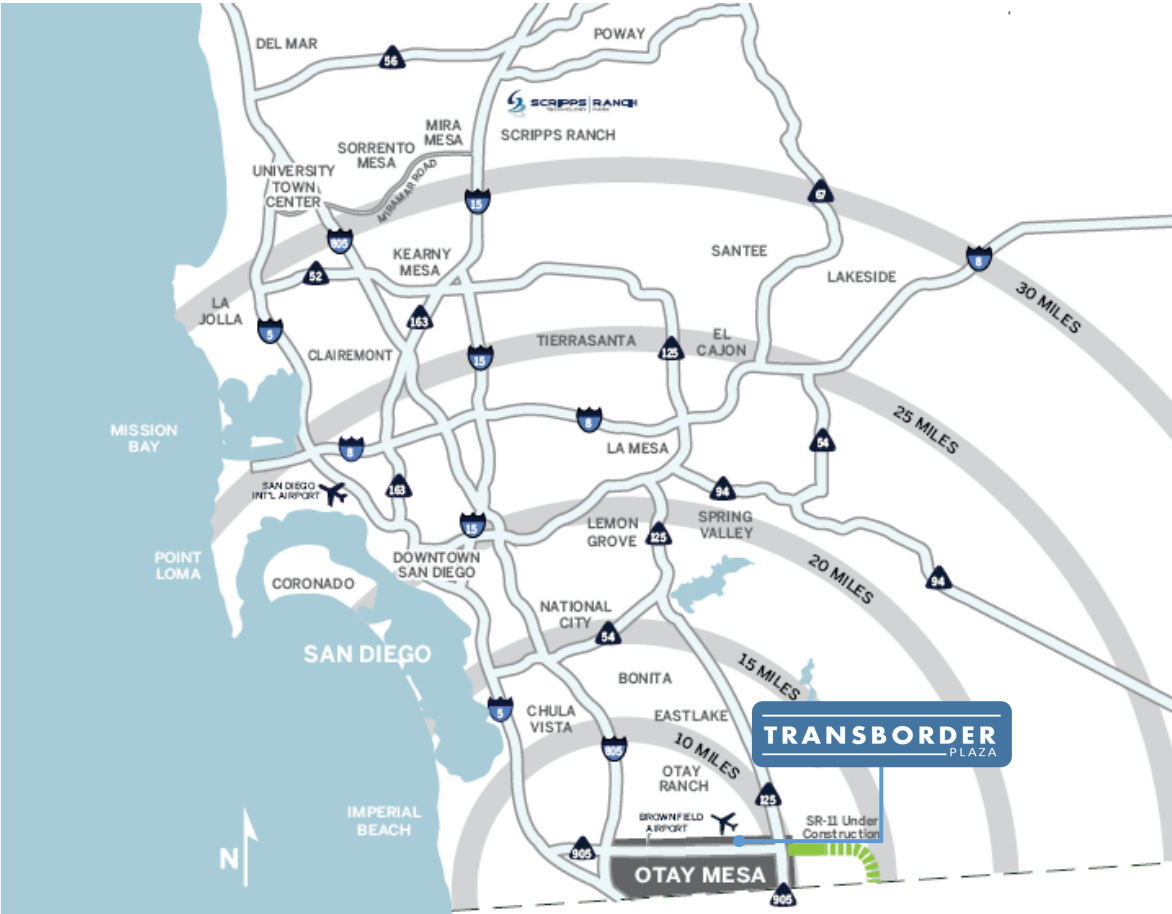 DEL MAR
56
POWAY
SCRIPPS RANCH
TECHNOLOGY PARK
MIRA
MESA
SCRIPPS RANCH
SORRENTO
MESA
MIRAMAR ROAD
UNIVERSITY
TOWN
CENTER
15
67
805
KEARNY
MESA
SANTEE
8
52
LAKESIDE
30 MILES
LA
JOLLA
163
5
TIERRASANTA
EL
CAJON
125
CLAIREMONT
15
25 MILES
8
MISSION
BAY
8
LA MESA
54
SAN DIEGO
INT'L AIRPORT
163
94
15
LEMON
GROVE
125
SPRING
VALLEY
POINT
LOMA
DOWNTOWN
SAN DIEGO
20 MILES
94
CORONADO
NATIONAL
CITY
54
SAN DIEGO
15 MILES
BONITA
5
CHULA
VISTA
EASTLAKE
TRANSBORDER
PLAZA
805
10 MILES
OTAY
RANCH
125
IMPERIAL
BEACH
BROWNFIELD
AIRPORT
SR-11 Under
Construction
905
N
OTAY MESA
905